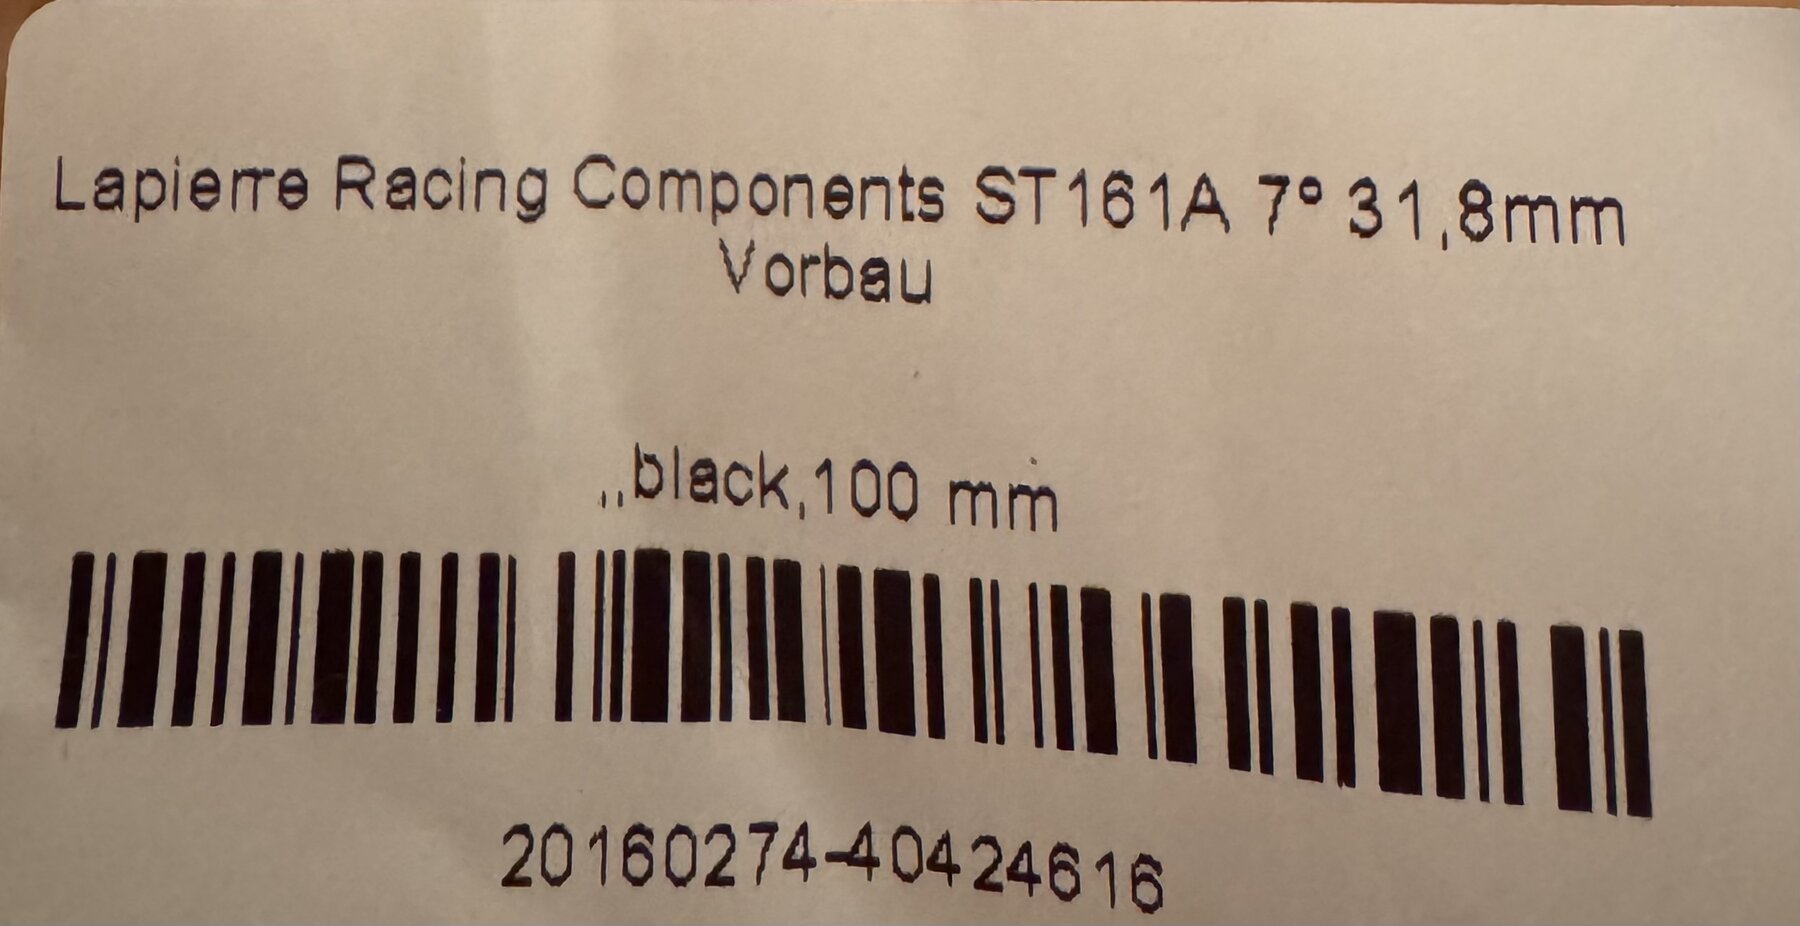 Lapierre Racing Components ST161A 7° 31,8mm
Vorbau
,,black,100 mm
20160274-40424616